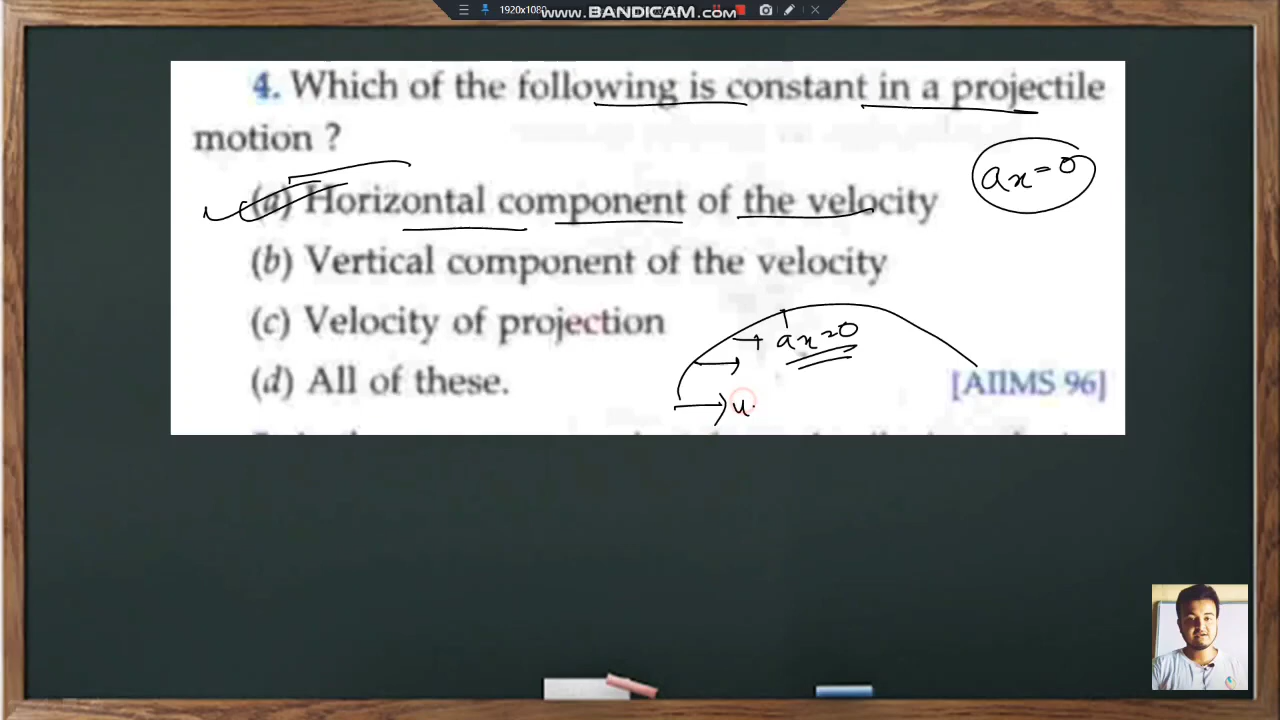 1920x1080
www.BANDICAM.com
4. Which of the following is constant in a projectile
motion ?
ax=0
(a) Horizontal component of the velocity
(b) Vertical component of the velocity
(c) Velocity of projection
ax=0
(d) All of these.
[AIIMS 96]
u